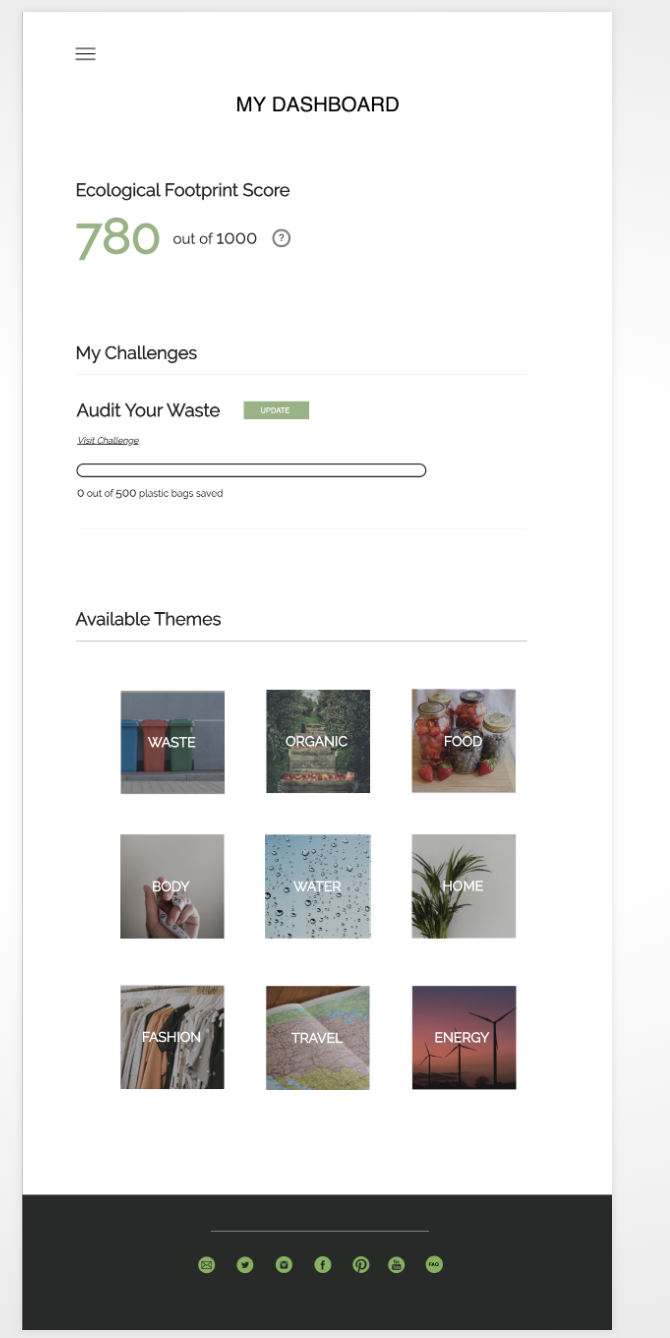 MY DASHBOARD
Ecological Footprint Score
780 out of 1000 ?
My Challenges
Audit Your Waste UPDATE
Visit Challenge
0 out of 500 plastic bags saved
Available Themes
WASTE ORGANIC FOOD
BODY WATER HOME
FASHION TRAVEL ENERGY
FAQ